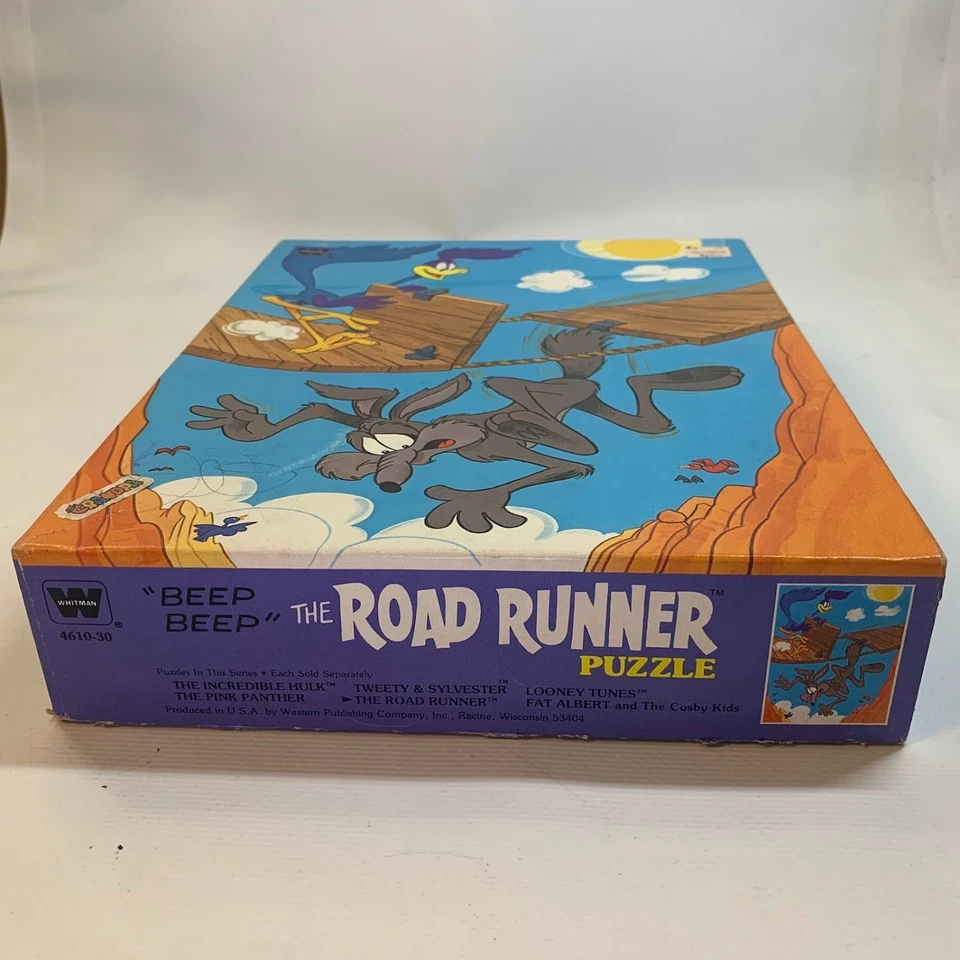 WHITMAN
W
WHITMAN
®
4610-30
"BEEP
BEEP"
THE ROAD RUNNER™
PUZZLE
Puzzles In This Series • Each Sold Separately
THE INCREDIBLE HULK™ TWEETY & SYLVESTER™ LOONEY TUNES™
THE PINK PANTHER ►THE ROAD RUNNER™ FAT ALBERT and The Cosby Kids
Produced in U.S.A. by Western Publishing Company, Inc., Racine, Wisconsin 53404